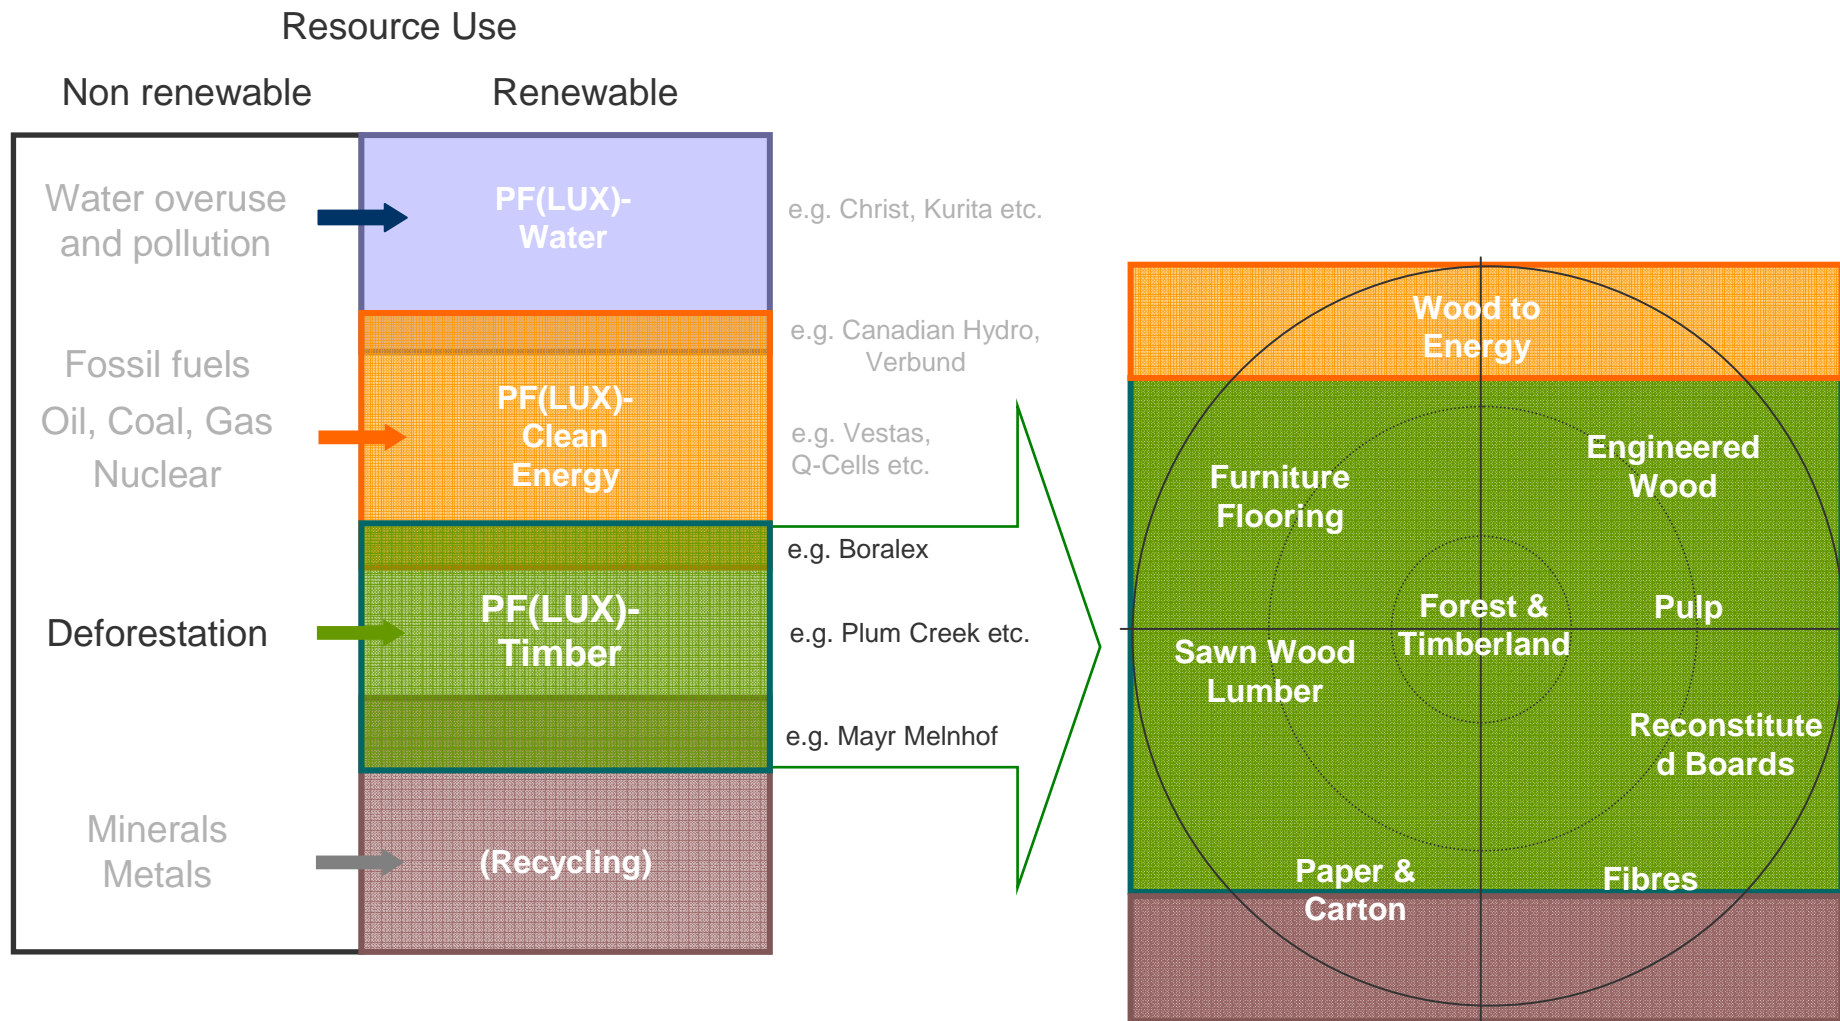 Resource Use
Non renewable
Renewable
Water overuse
and pollution
PF(LUX)-
Water
e.g. Christ, Kurita etc.
Fossil fuels
Oil, Coal, Gas
Nuclear
PF(LUX)-
Clean
Energy
e.g. Canadian Hydro,
Verbund
e.g. Vestas,
Q-Cells etc.
Deforestation
PF(LUX)-
Timber
e.g. Boralex
e.g. Plum Creek etc.
e.g. Mayr Melnhof
Minerals
Metals
(Recycling)
Wood to
Energy
Furniture
Flooring
Engineered
Wood
Forest &
Timberland
Pulp
Sawn Wood
Lumber
Reconstitute
d Boards
Paper &
Carton
Fibres